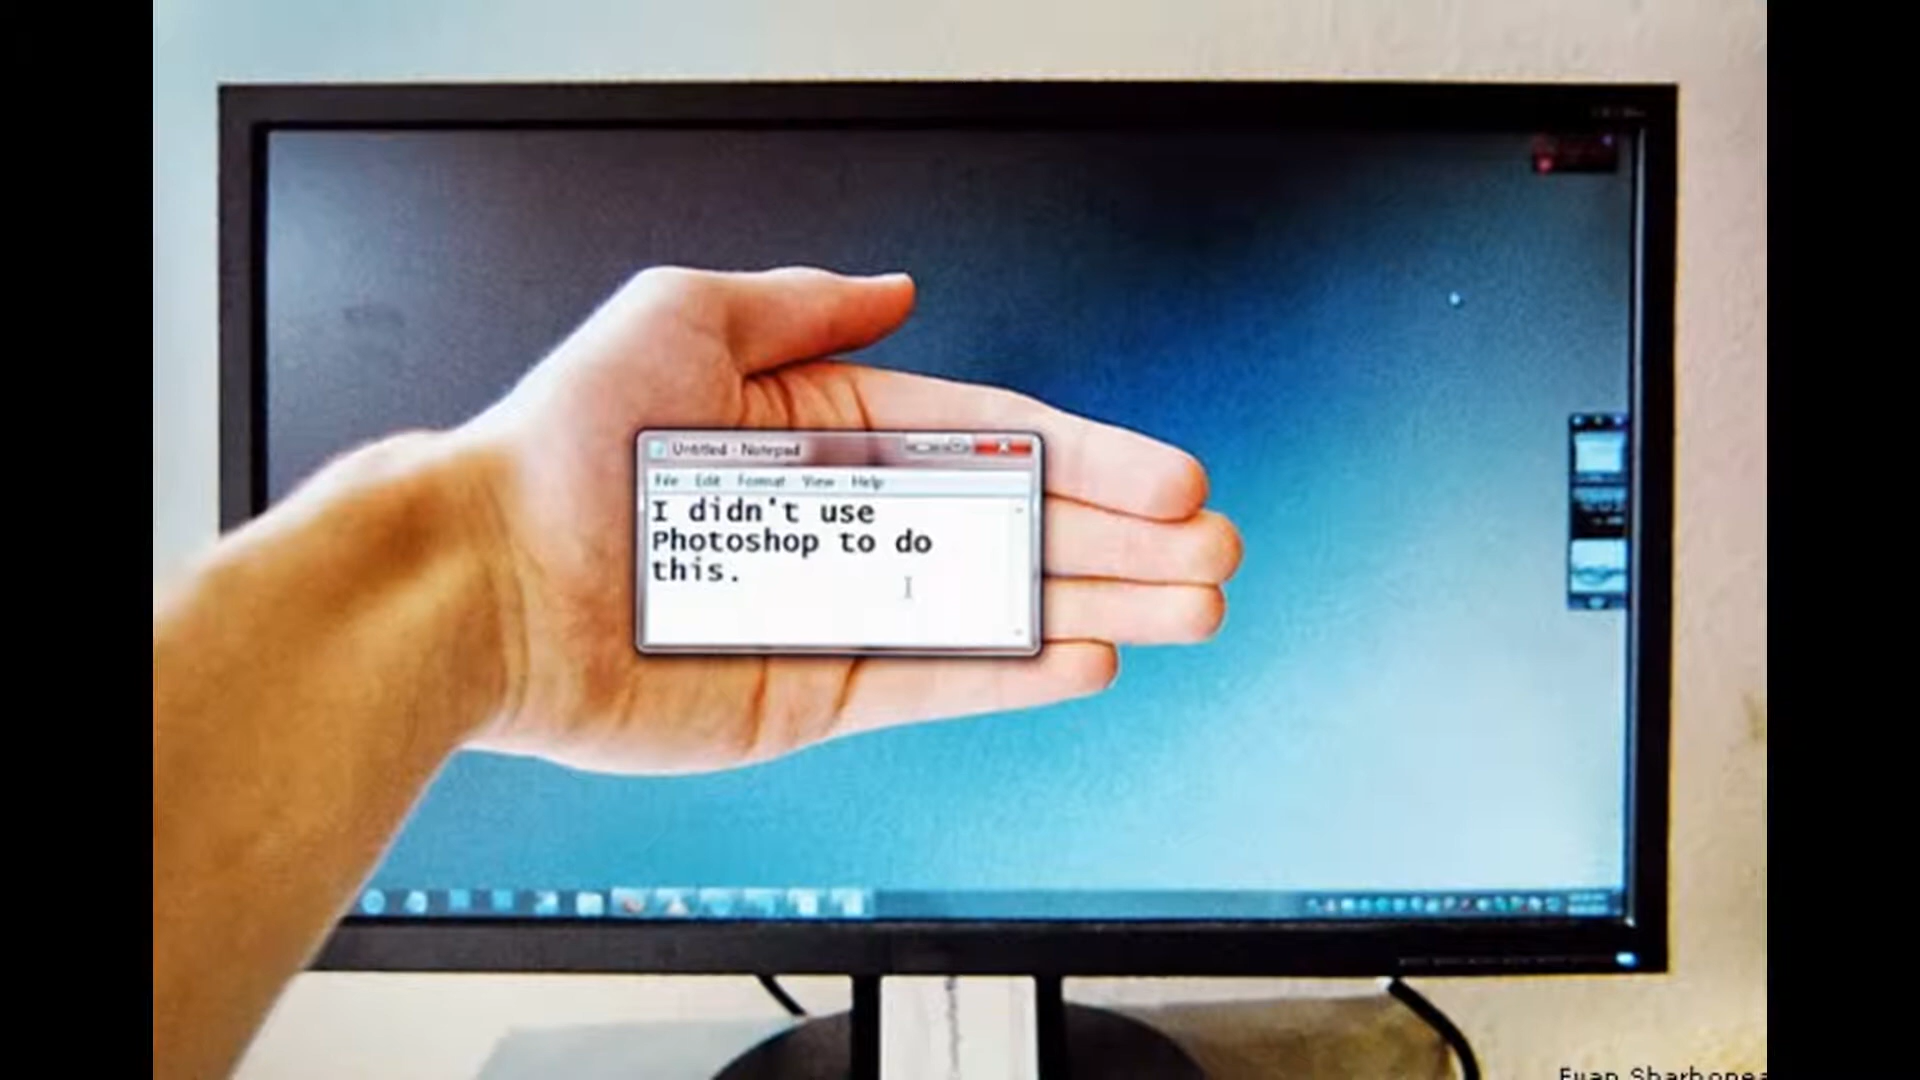 Untitled - Notepad
File Edit Format View Help
I didn't use
Photoshop to do
this.